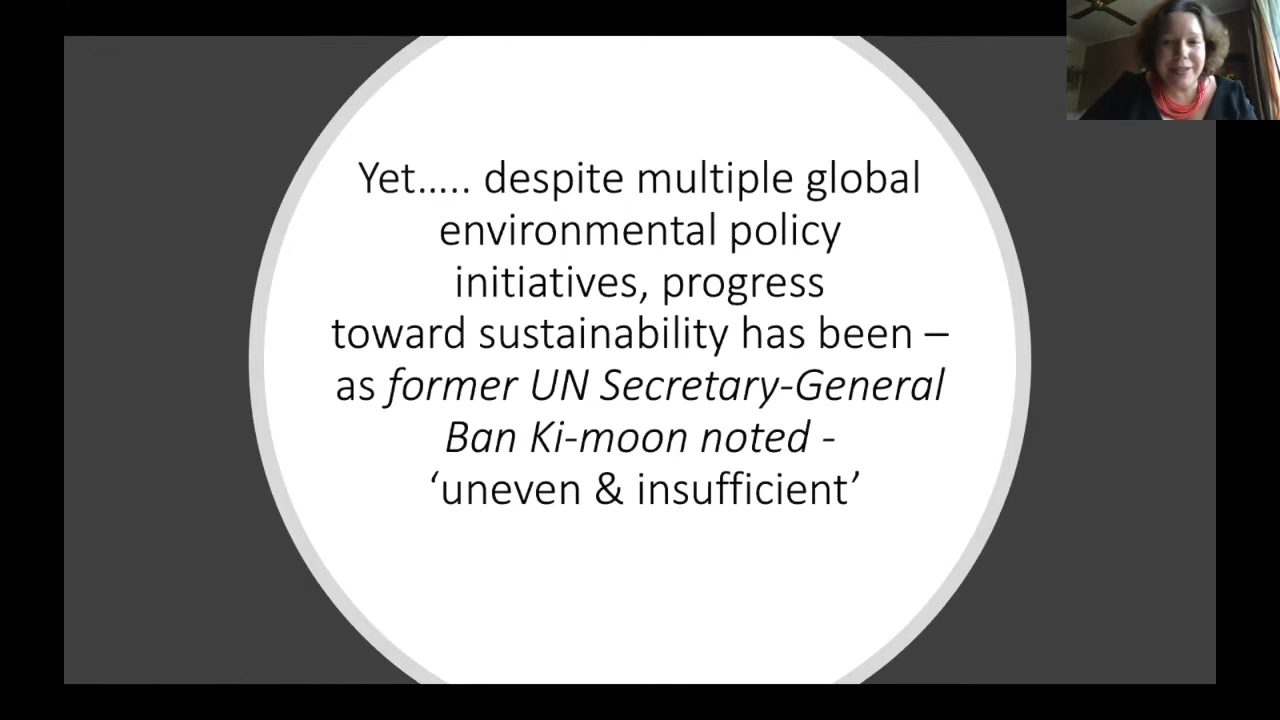 Yet….. despite multiple global
environmental policy
initiatives, progress
toward sustainability has been –
as former UN Secretary-General
Ban Ki-moon noted -
‘uneven & insufficient’